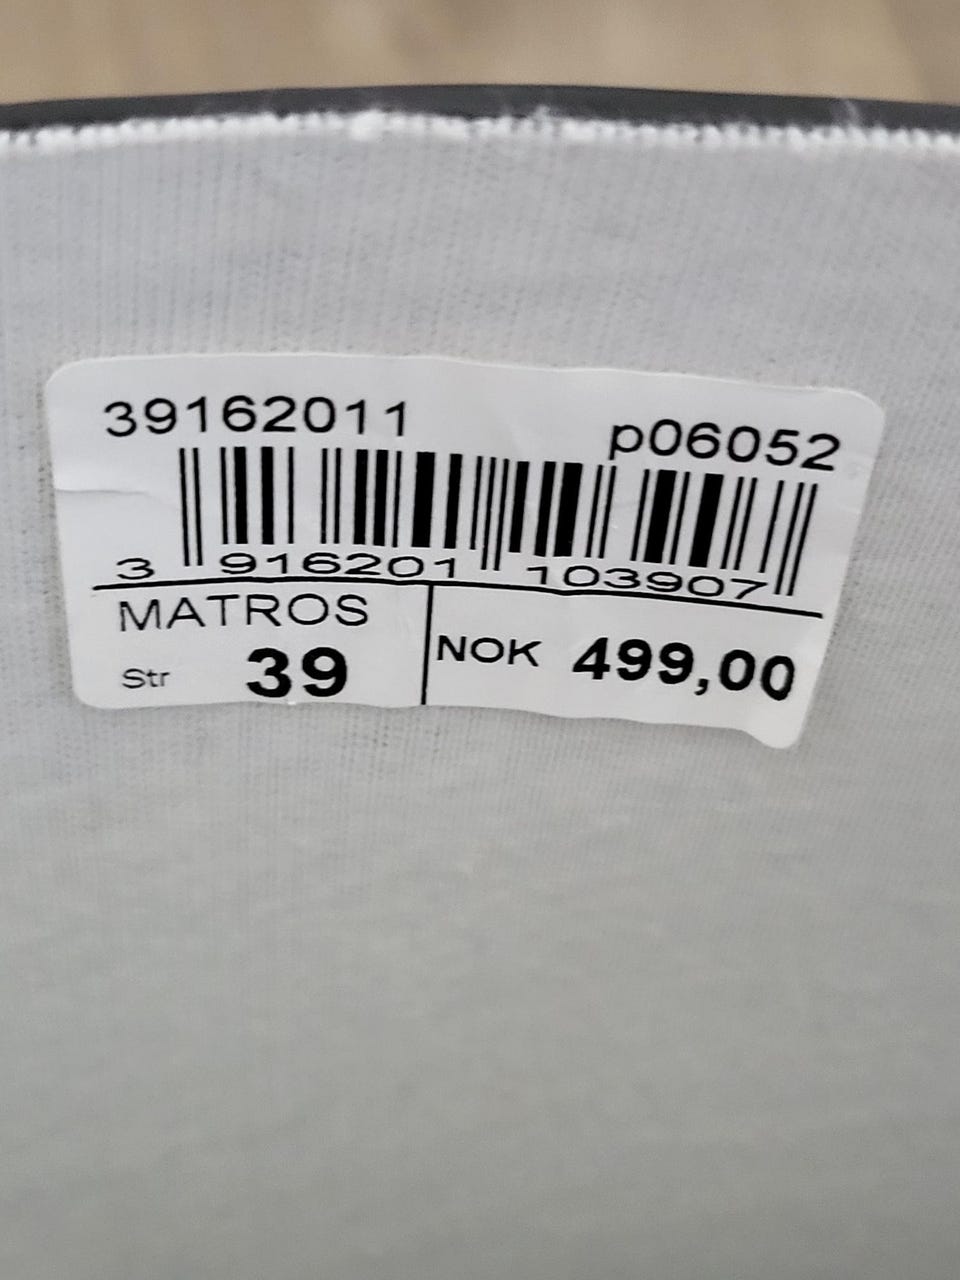 39162011 p06052
3 916201 103907
MATROS
Str 39
NOK 499,00